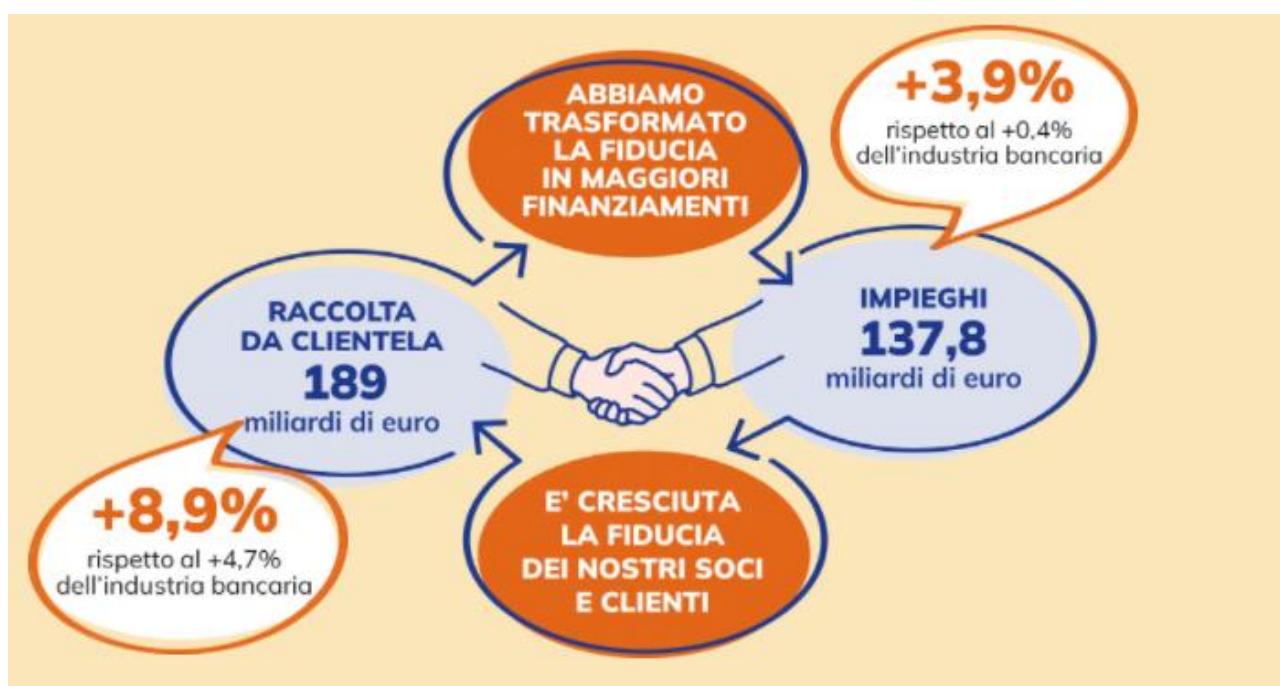 ABBIAMO
TRASFORMATO
LA FIDUCIA
IN MAGGIORI
FINANZIAMENTI
+3,9%
rispetto al +0,4%
dell'industria bancaria
RACCOLTA
DA CLIENTELA
189
miliardi di euro
IMPIEGHI
137,8
miliardi di euro
+8,9%
rispetto al +4,7%
dell'industria bancaria
E' CRESCIUTA
LA FIDUCIA
DEI NOSTRI SOCI
E CLIENTI